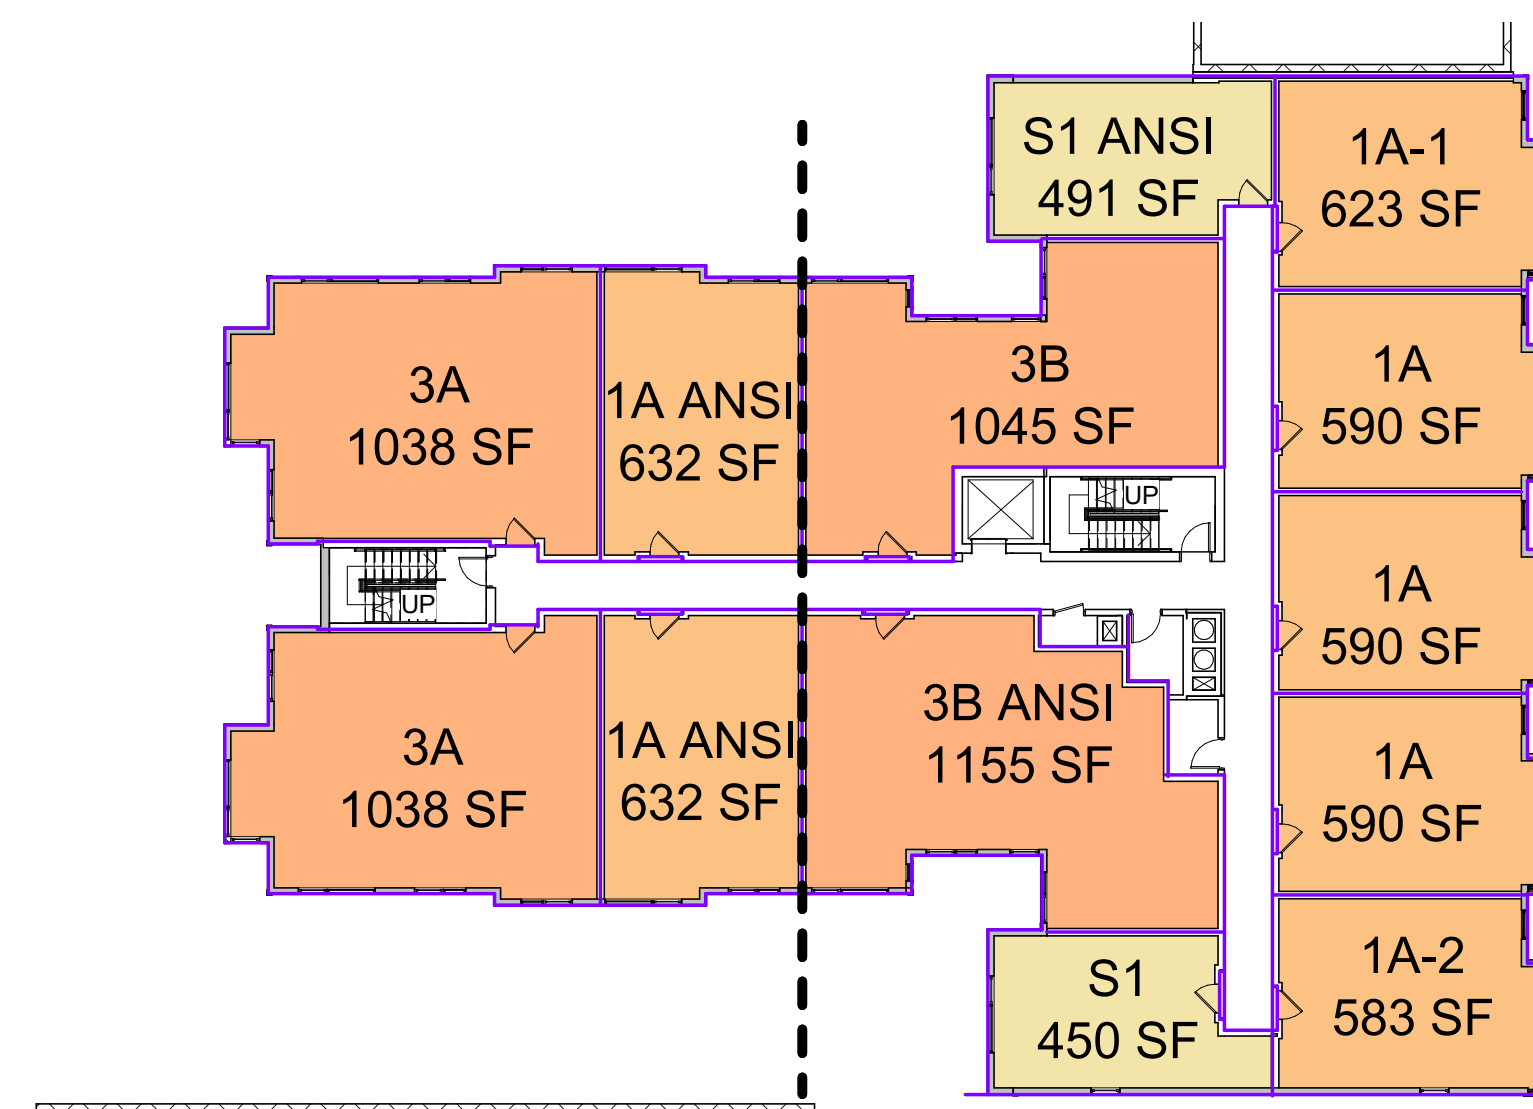 S1 ANSI
491 SF
1A-1
623 SF
3A
1038 SF
1A ANSI
632 SF
3B
1045 SF
1A
590 SF
UP
UP
1A
590 SF
3A
1038 SF
1A ANSI
632 SF
3B ANSI
1155 SF
1A
590 SF
S1
450 SF
1A-2
583 SF